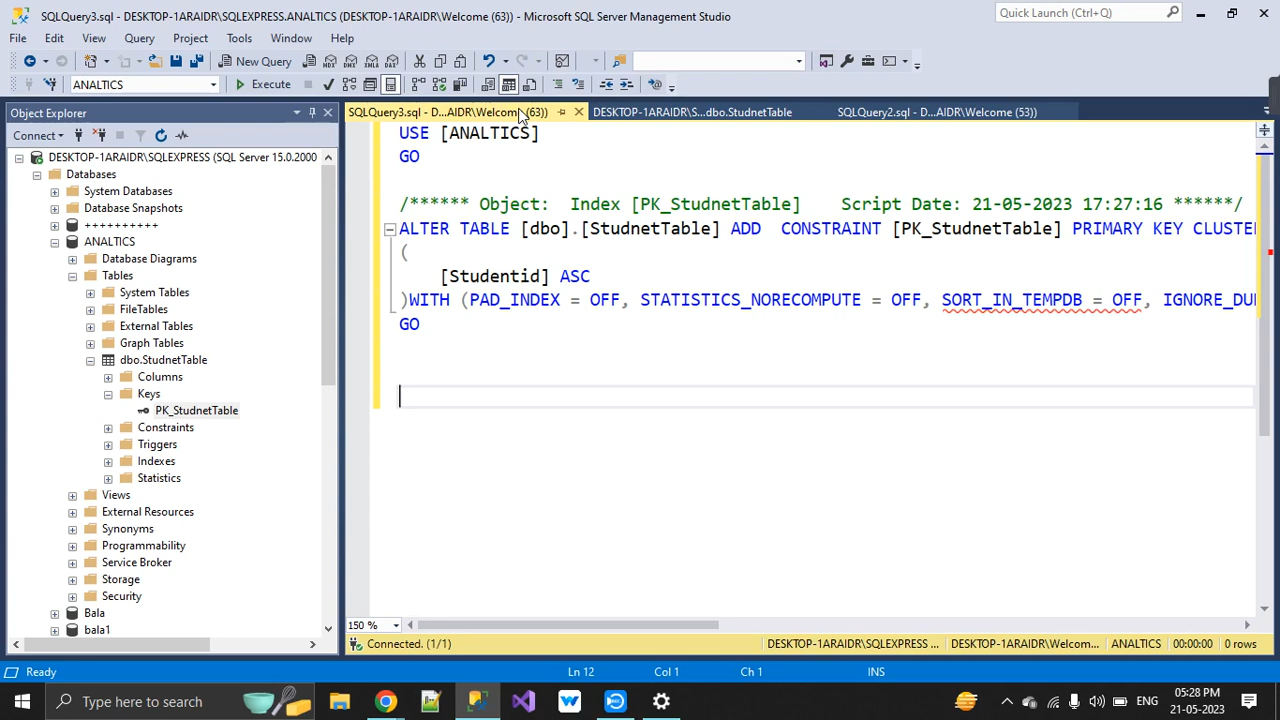 SQLQuery3.sql - DESKTOP-1ARAIDR\SQLEXPRESS.ANALTICS (DESKTOP-1ARAIDR\Welcome (63)) - Microsoft SQL Server Management Studio
Quick Launch (Ctrl+Q)
File Edit View Query Project Tools Window Help
New Query
MDX DMX XMLA DAX
ANALTICS
Execute
Object Explorer
SQLQuery3.sql - D...AIDR\Welcome (63))
DESKTOP-1ARAIDR\S...dbo.StudnetTable
SQLQuery2.sql - D...AIDR\Welcome (53))
Connect
DESKTOP-1ARAIDR\SQLEXPRESS (SQL Server 15.0.2000
Databases
System Databases
Database Snapshots
++++++++++
ANALTICS
Database Diagrams
Tables
System Tables
FileTables
External Tables
Graph Tables
dbo.StudnetTable
Columns
Keys
PK_StudnetTable
Constraints
Triggers
Indexes
Statistics
Views
External Resources
Synonyms
Programmability
Service Broker
Storage
Security
Bala
bala1
USE [ANALTICS]
GO
/****** Object:  Index [PK_StudnetTable]    Script Date: 21-05-2023 17:27:16 ******/
ALTER TABLE [dbo].[StudnetTable] ADD  CONSTRAINT [PK_StudnetTable] PRIMARY KEY CLUSTE
(
[Studentid] ASC
)WITH (PAD_INDEX = OFF, STATISTICS_NORECOMPUTE = OFF, SORT_IN_TEMPDB = OFF, IGNORE_DU
GO
150 %
Connected. (1/1)
DESKTOP-1ARAIDR\SQLEXPRESS ...
DESKTOP-1ARAIDR\Welcom...
ANALTICS
00:00:00
0 rows
Ready
Ln 12
Col 1
Ch 1
INS
Type here to search
ENG
05:28 PM
21-05-2023